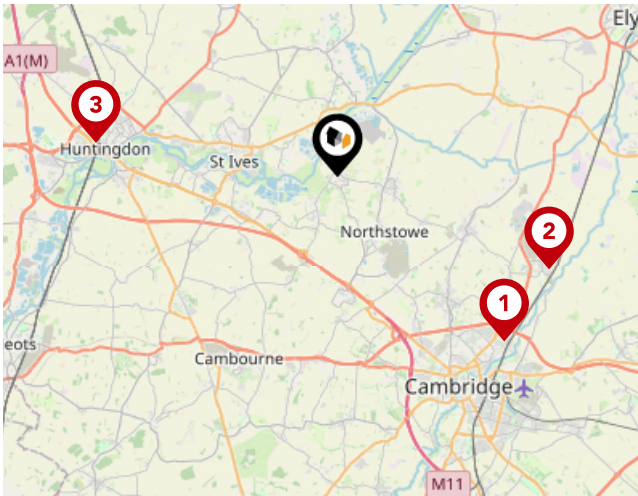 Ely
A1(M)
3
Huntingdon
St Ives
Northstowe
2
1
eots
Cambourne
Cambridge
M11